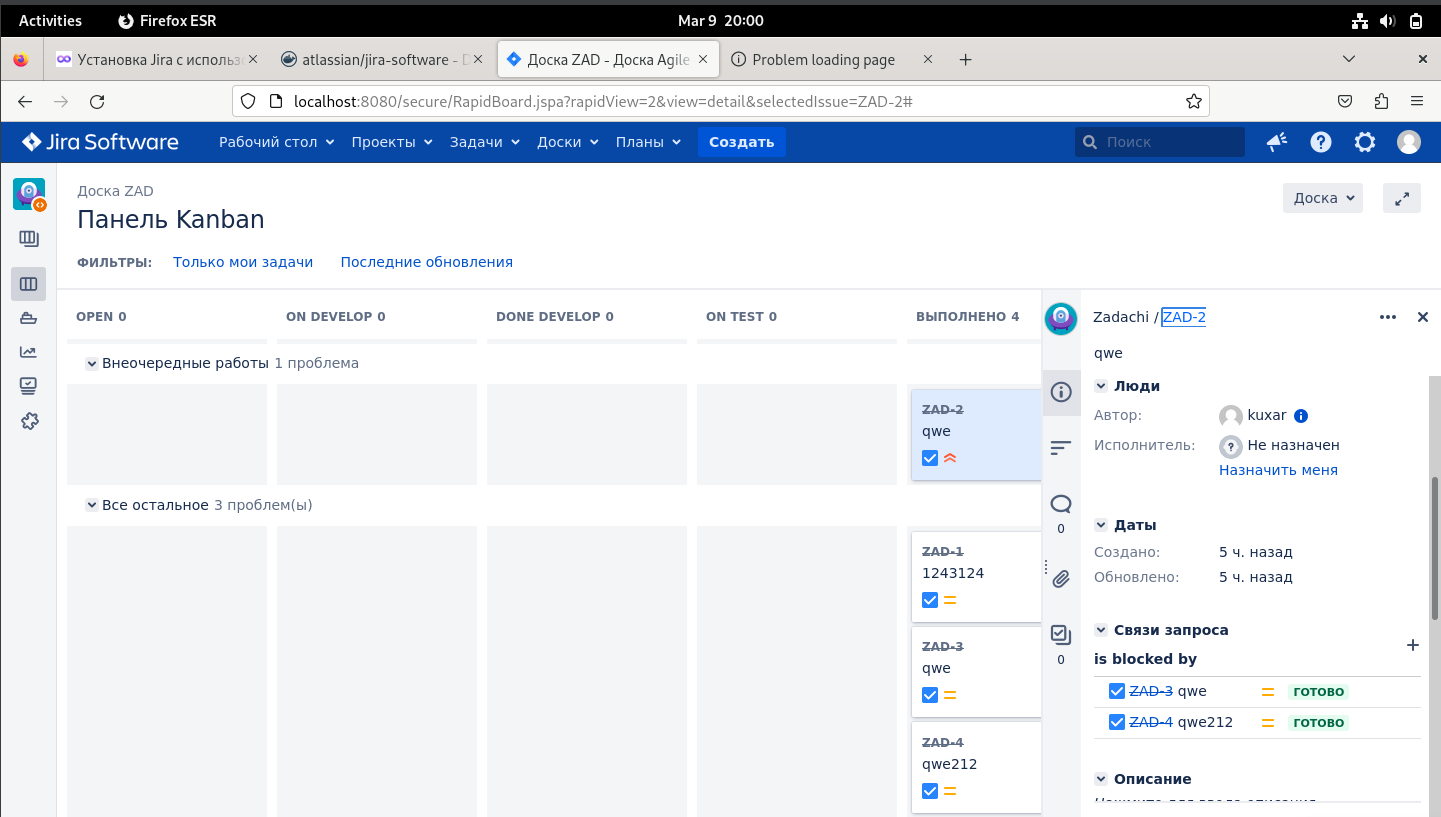 Activities Firefox ESR Mar 9 20:00
Установка Jira с использо atlassian/jira-software - D Доска ZAD - Доска Agile Problem loading page
localhost:8080/secure/RapidBoard.jspa?rapidView=2&view=detail&selectedIssue=ZAD-2#
Jira Software Рабочий стол Проекты Задачи Доски Планы Создать Поиск
Доска ZAD
Панель Kanban
Доска
ФИЛЬТРЫ: Только мои задачи Последние обновления
OPEN 0 ON DEVELOP 0 DONE DEVELOP 0 ON TEST 0 ВЫПОЛНЕНО 4
Внеочередные работы 1 проблема
ZAD-2
qwe
Все остальное 3 проблем(ы)
ZAD-1
1243124
ZAD-3
qwe
ZAD-4
qwe212
0
0
Zadachi / ZAD-2
qwe
Люди
Автор: kuxar
Исполнитель: Не назначен
Назначить меня
Даты
Создано: 5 ч. назад
Обновлено: 5 ч. назад
Связи запроса
is blocked by
ZAD-3 qwe ГОТОВО
ZAD-4 qwe212 ГОТОВО
Описание